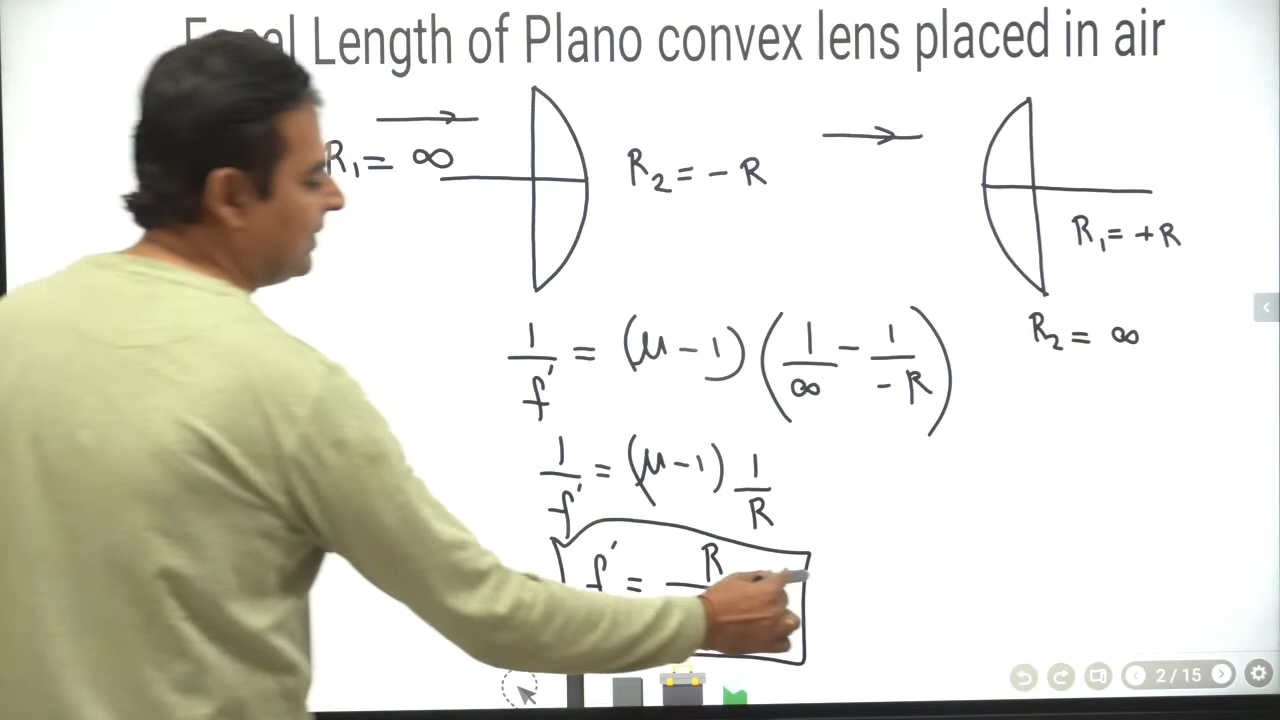 Length of Plano convex lens placed in air
R₁ = ∞
R₂ = - R
R₁ = +R
R₂ = ∞
1/f' = (μ - 1) (1/∞ - 1/-R)
1/f' = (μ - 1) 1/R
f' = R
2 / 15